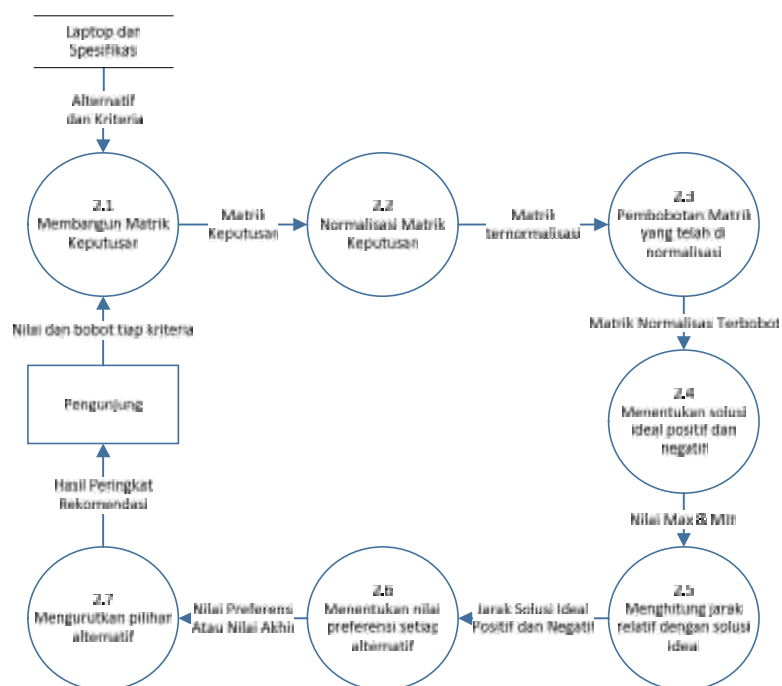 Laptop dan
Spesifikas
Alternatif
dan Kriteria
2.1
Membangun Matrik
Keputusan
Matrik
Keputusan
2.2
Normalisasi Matrik
Keputusan
Matrik
ternormalisasi
2.3
Pembobotan Matrik
yang telah di
normalisasi
Nilai dan bobot tiap kriteria
Matrik Normalisas Terbobot
Pengunjung
2.4
Menentukan solusi
ideal positif dan
negatif
Hasil Peringkat
Rekomendasi
Nilai Max & Min
2.7
Mengurutkan pilihan
alternatif
Nilai Preferensi
Atau Nilai Akhir
2.6
Menentukan nilai
preferensi setiap
alternatif
Jarak Solusi Ideal
Positif dan Negatif
2.5
Menghitung jarak
relatif dengan solusi
ideal